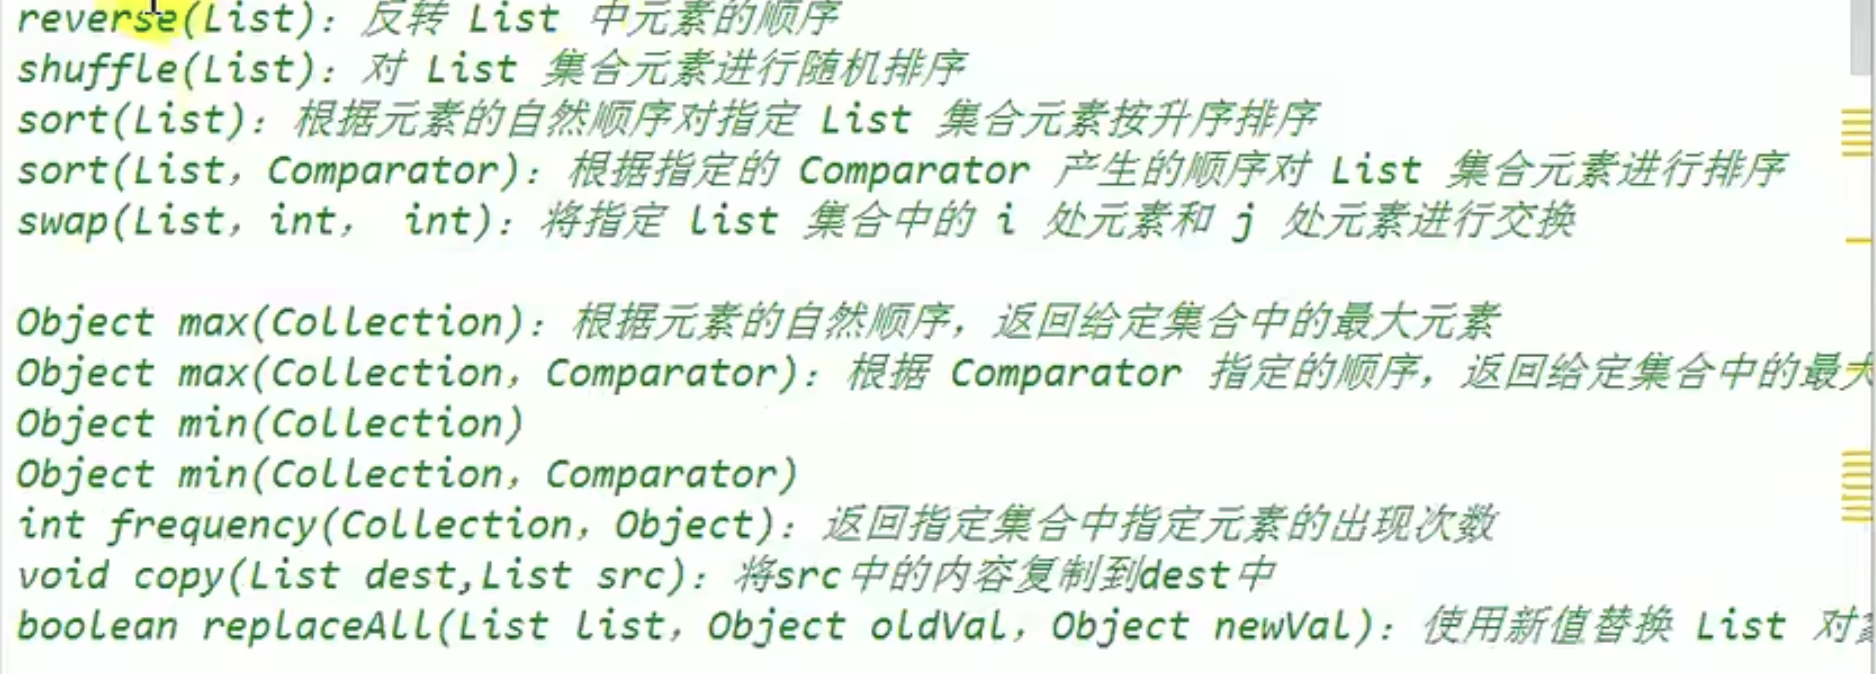 reverse(List): 反转 List 中元素的顺序
shuffle(List): 对 List 集合元素进行随机排序
sort(List): 根据元素的自然顺序对指定 List 集合元素按升序排序
sort(List, Comparator): 根据指定的 Comparator 产生的顺序对 List 集合元素进行排序
swap(List, int, int): 将指定 list 集合中的 i 处元素和 j 处元素进行交换
Object max(Collection): 根据元素的自然顺序，返回给定集合中的最大元素
Object max(Collection, Comparator): 根据 Comparator 指定的顺序，返回给定集合中的最大
Object min(Collection)
Object min(Collection, Comparator)
int frequency(Collection, Object): 返回指定集合中指定元素的出现次数
void copy(List dest,List src): 将src中的内容复制到dest中
boolean replaceAll(List list, Object oldVal, Object newVal): 使用新值替换 List 对